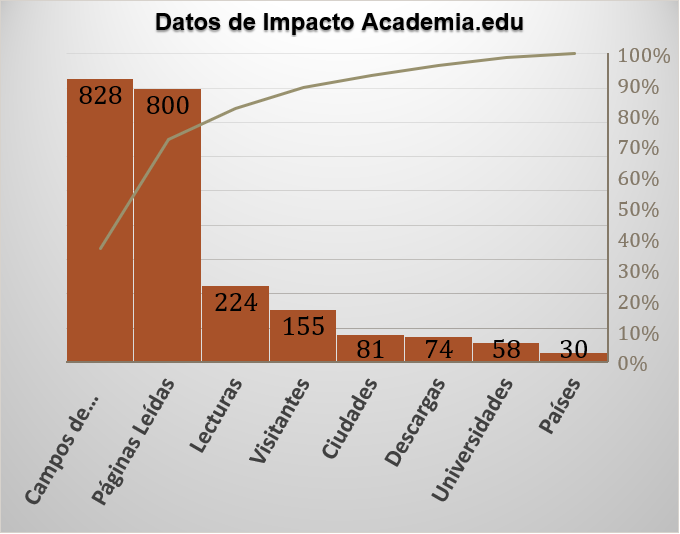 Datos de Impacto Academia.edu
828
800
224
155
81
74
58
30
100%
90%
80%
70%
60%
50%
40%
30%
20%
10%
0%
Campos de...
Páginas Leídas
Lecturas
Visitantes
Ciudades
Descargas
Universidades
Países